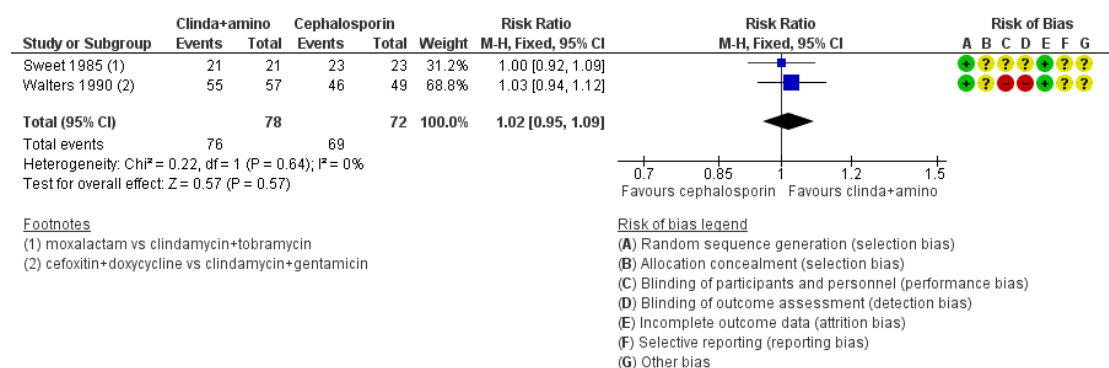 Clinda+amino Cephalosporin Risk Ratio Risk Ratio Risk of Bias
Study or Subgroup Events Total Events Total Weight M-H, Fixed, 95% CI M-H, Fixed, 95% CI A B C D E F G
Sweet 1985 (1) 21 21 23 23 31.2% 1.00 [0.92, 1.09] + ? ? ? + ? ?
Walters 1990 (2) 55 57 46 49 68.8% 1.03 [0.94, 1.12] + ? - - + ? ?
Total (95% CI) 78 72 100.0% 1.02 [0.95, 1.09]
Total events 76 69
Heterogeneity: Chi² = 0.22, df = 1 (P = 0.64); I² = 0%
Test for overall effect: Z = 0.57 (P = 0.57)
0.7 0.85 1 1.2 1.5
Favours cephalosporin Favours clinda+amino
Footnotes
(1) moxalactam vs clindamycin+tobramycin
(2) cefoxitin+doxycycline vs clindamycin+gentamicin
Risk of bias legend
(A) Random sequence generation (selection bias)
(B) Allocation concealment (selection bias)
(C) Blinding of participants and personnel (performance bias)
(D) Blinding of outcome assessment (detection bias)
(E) Incomplete outcome data (attrition bias)
(F) Selective reporting (reporting bias)
(G) Other bias